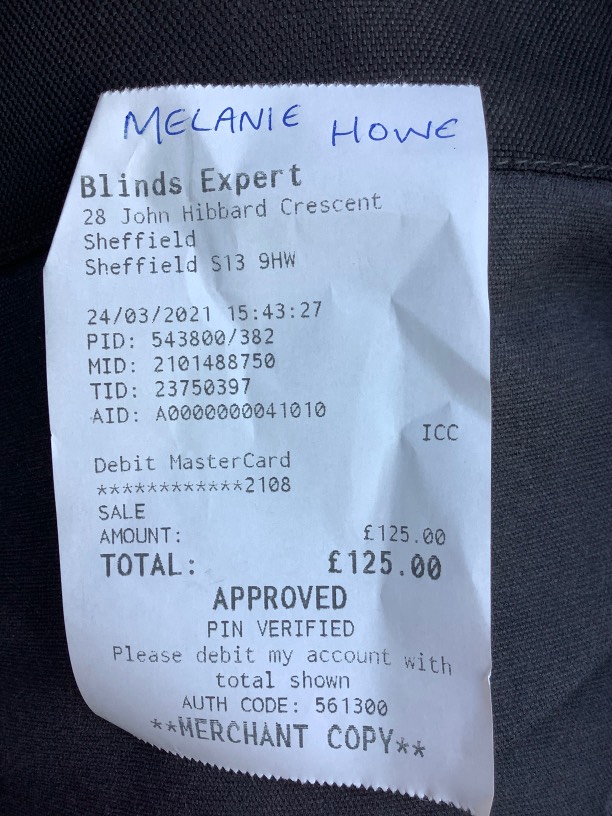 MELANIE HOWE
Blinds Expert
28 John Hibbard Crescent
Sheffield
Sheffield S13 9HW
24/03/2021 15:43:27
PID: 543800/382
MID: 2101488750
TID: 23750397
AID: A0000000041010
ICC
Debit MasterCard
************2108
SALE
AMOUNT: £125.00
TOTAL: £125.00
APPROVED
PIN VERIFIED
Please debit my account with
total shown
AUTH CODE: 561300
**MERCHANT COPY**